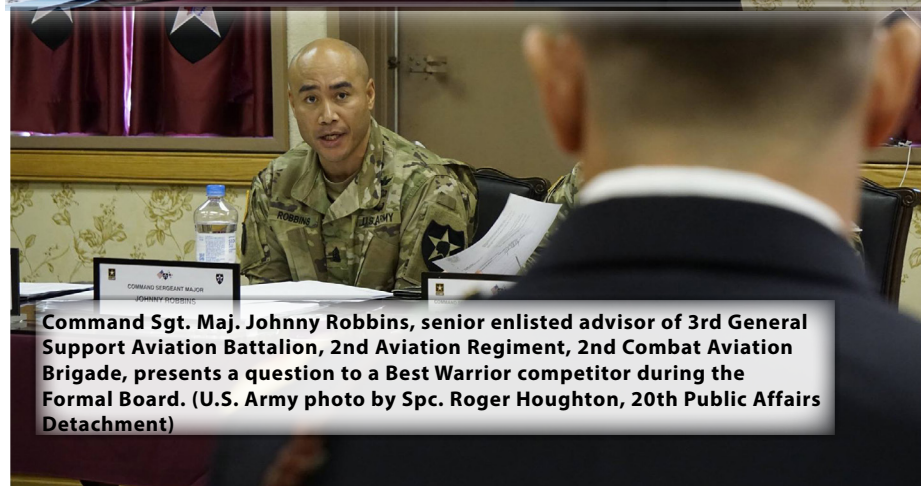 ROBBINS
U.S. ARMY
COMMAND SERGEANT MAJOR
JOHNNY ROBBINS
Command Sgt. Maj. Johnny Robbins, senior enlisted advisor of 3rd General
Support Aviation Battalion, 2nd Aviation Regiment, 2nd Combat Aviation
Brigade, presents a question to a Best Warrior competitor during the
Formal Board. (U.S. Army photo by Spc. Roger Houghton, 20th Public Affairs
Detachment)